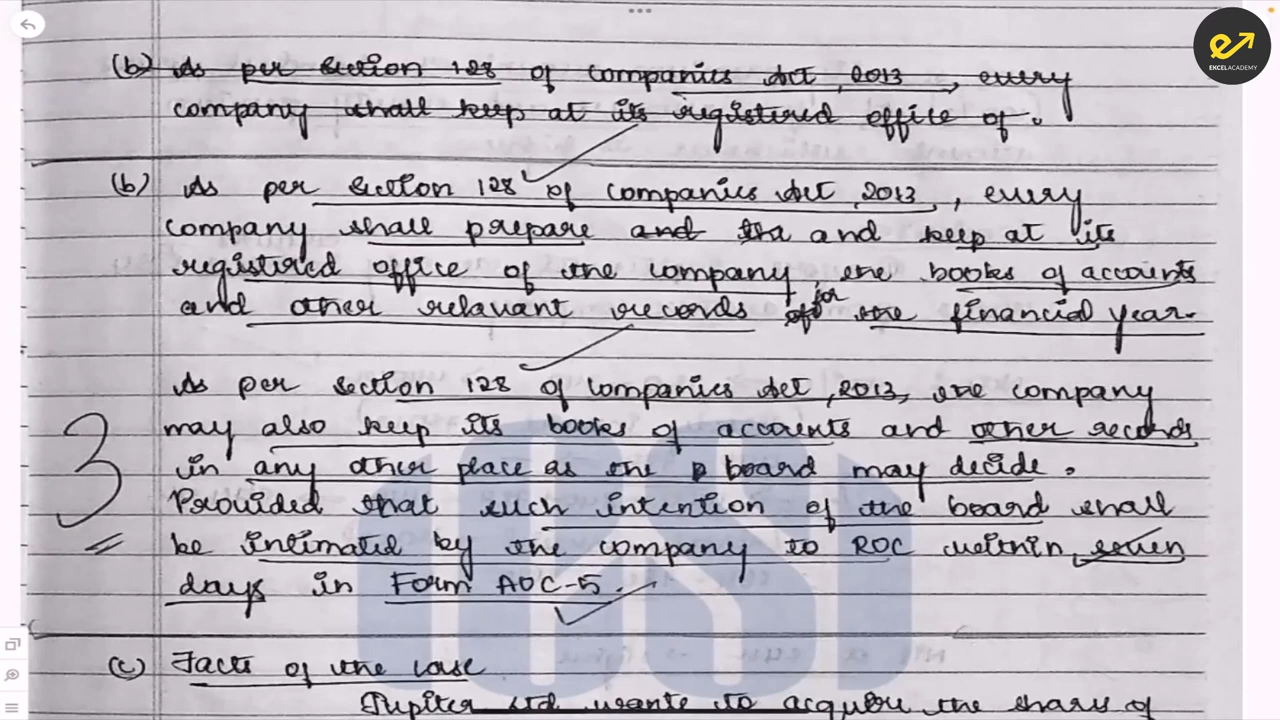 EKCELACADEMY
(b) As per section 128 of companies Act, 2013, every
company shall keep at its registered office of.
(b) As per section 128 of companies Act, 2013, every
company shall prepare and tha and keep at its
registered office of the company, the books of accounts
and other relavant records of for the financial year.
As per section 128 of companies Act, 2013, the company
may also keep its books of accounts and other records
in any other place as the board may decide.
3
Provided that such intention of the board shall
be intimated by the company to ROC within seven
days in Form AOC-5.
(c) Facts of the case
Jupiter Ltd wants to acquire the shares of